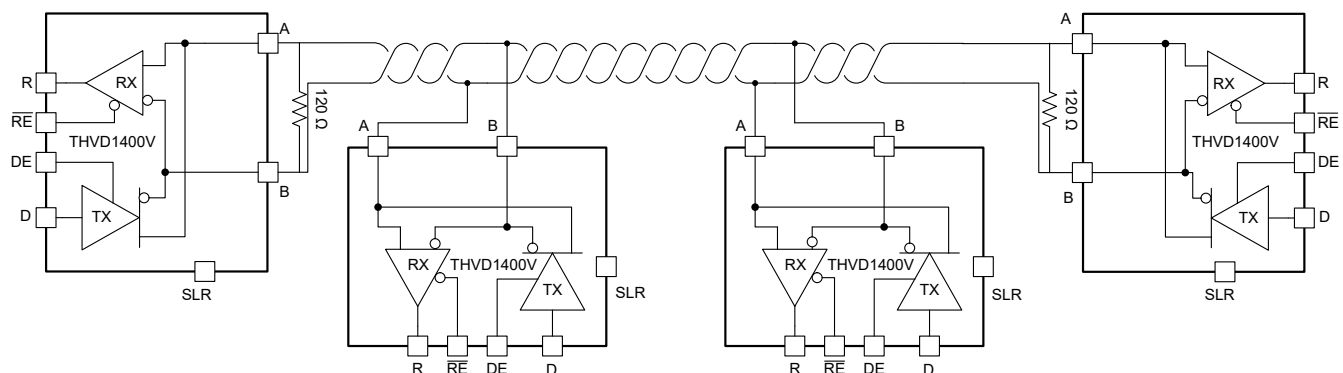 A
R
RX
RE
THVD1400V
DE
D
TX
B
SLR
120 Ω
A
B
RX
THVD1400V
TX
SLR
R
RE
DE
D
A
B
RX
THVD1400V
TX
SLR
R
RE
DE
D
120 Ω
A
RX
R
RE
THVD1400V
DE
TX
D
B
SLR